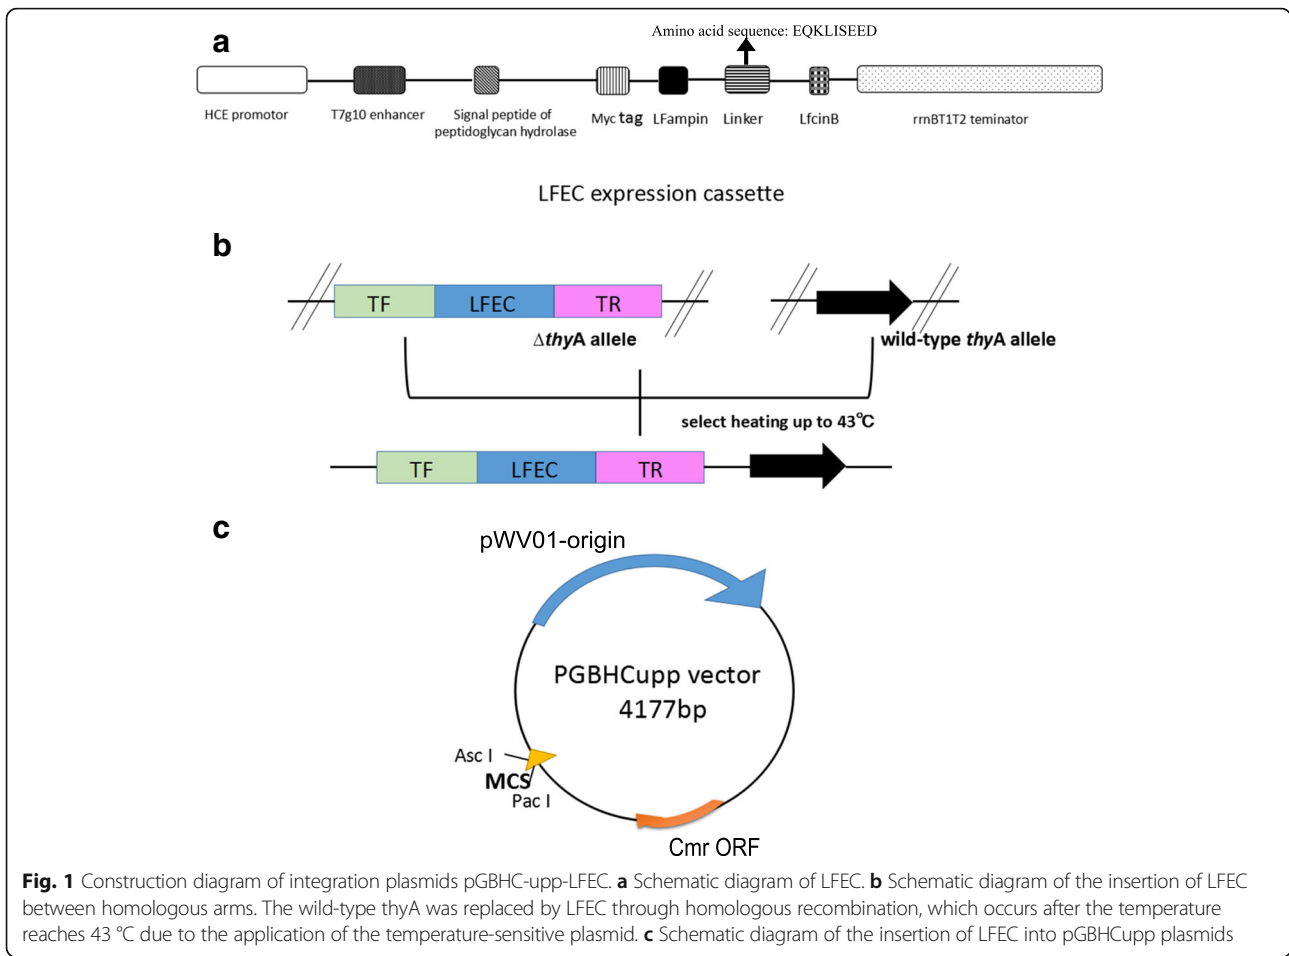 a
Amino acid sequence: EQKLISEED
HCE promotor
T7g10 enhancer
Signal peptide of
peptidoglycan hydrolase
Myc tag
LFampin
Linker
LfcinB
rrnBT1T2 teminator
LFEC expression cassette
b
TF
LFEC
TR
ΔthyA allele
wild-type thyA allele
select heating up to 43℃
TF
LFEC
TR
c
pWV01-origin
PGBHCupp vector
4177bp
Asc I
MCS
Pac I
Cmr ORF
Fig. 1 Construction diagram of integration plasmids pGBHC-upp-LFEC. a Schematic diagram of LFEC. b Schematic diagram of the insertion of LFEC
between homologous arms. The wild-type thyA was replaced by LFEC through homologous recombination, which occurs after the temperature
reaches 43 °C due to the application of the temperature-sensitive plasmid. c Schematic diagram of the insertion of LFEC into pGBHCupp plasmids